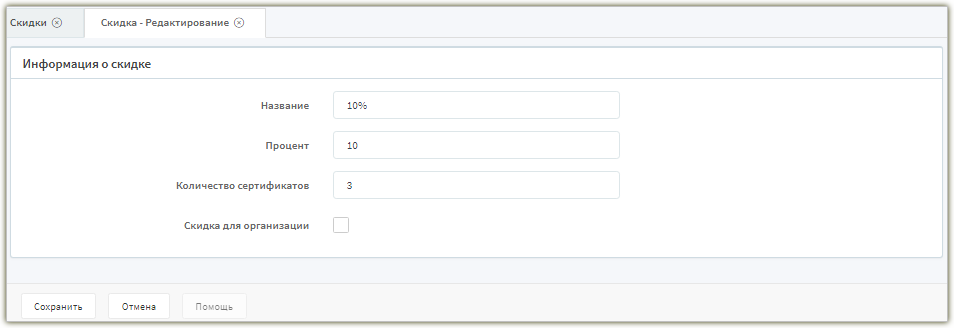 Скидки
Скидка - Редактирование
Информация о скидке
Название 10%
Процент 10
Количество сертификатов 3
Скидка для организации
Сохранить Отмена Помощь